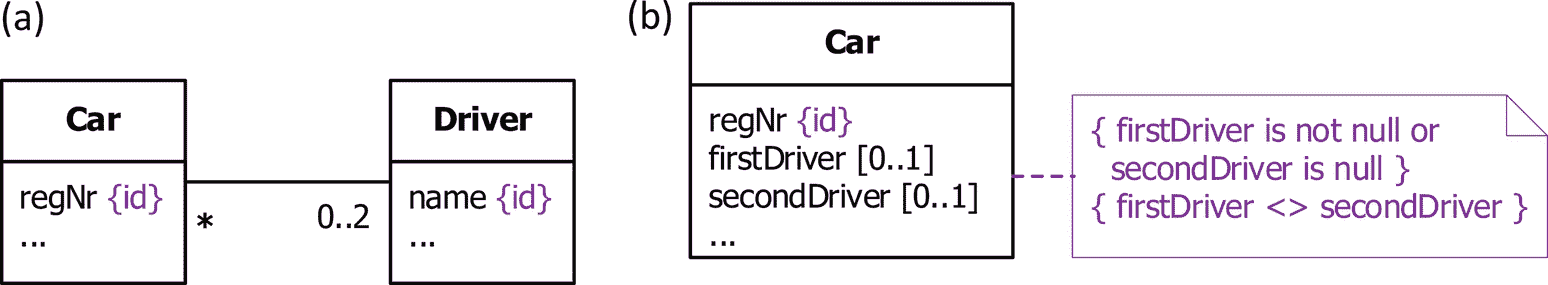 (a)
Car
regNr {id}
...
*
0..2
Driver
name {id}
...
(b)
Car
regNr {id}
firstDriver [0..1]
secondDriver [0..1]
...
{ firstDriver is not null or
secondDriver is null }
{ firstDriver <> secondDriver }